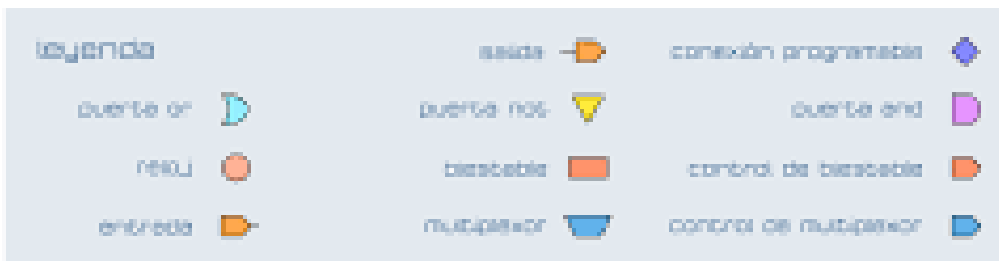 leyenda
salida
conexión programable
puerta or
puerta not
puerta and
reloj
biestable
control de biestable
entrada
multiplexor
control de multiplexor